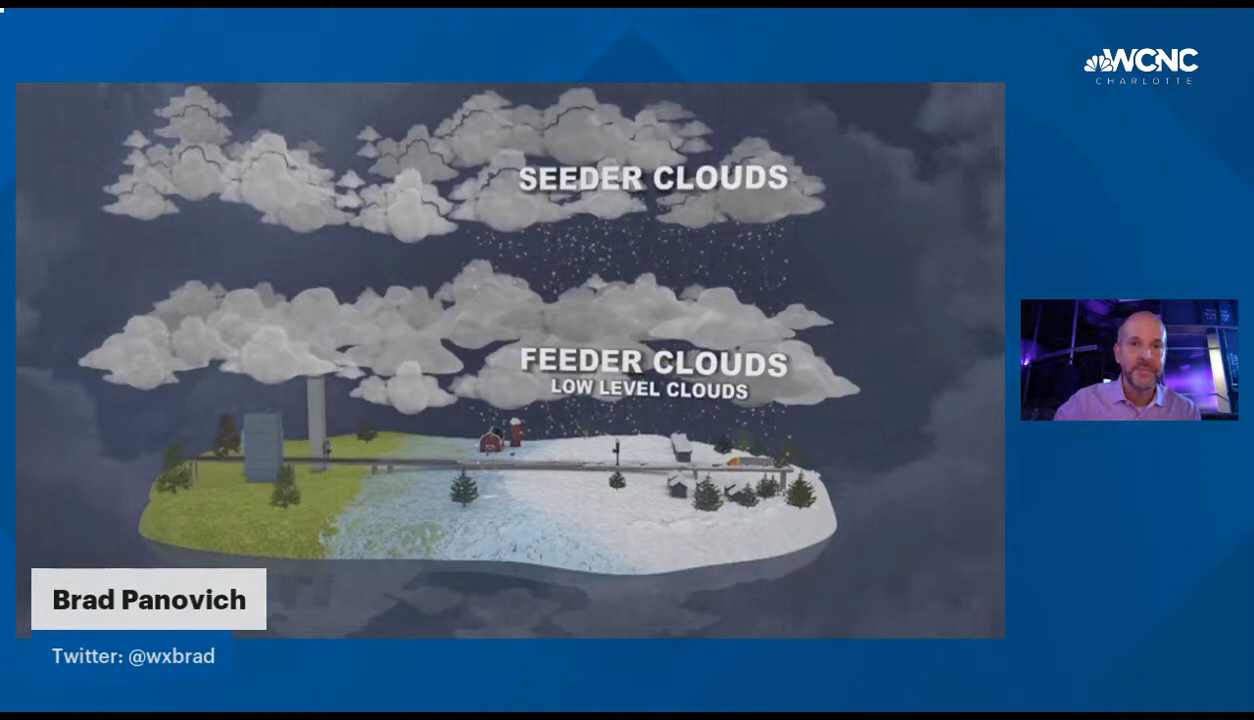 WCNC
CHARLOTTE
SEEDER CLOUDS
FEEDER CLOUDS
LOW LEVEL CLOUDS
Brad Panovich
Twitter: @wxbrad